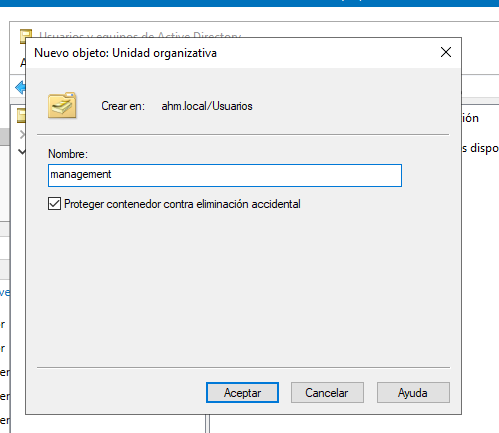 Usuarios y equipos de Active Directory
Nuevo objeto: Unidad organizativa
Crear en: ahm.local/Usuarios
ión
Nombre:
s dispo
management
Proteger contenedor contra eliminación accidental
Aceptar
Cancelar
Ayuda